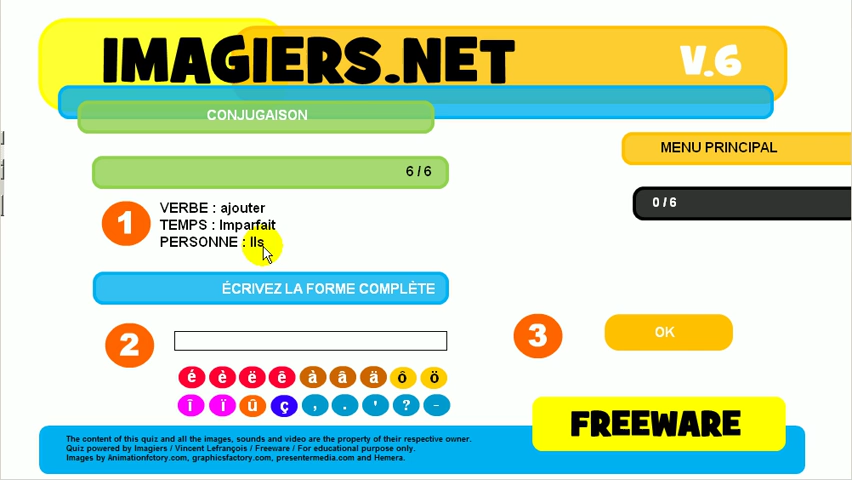 IMAGIERS.NET
V.6
CONJUGAISON
MENU PRINCIPAL
6 / 6
0 / 6
1
VERBE : ajouter
TEMPS : Imparfait
PERSONNE : Ils
ÉCRIVEZ LA FORME COMPLÈTE
2
3
OK
é è ë ê à â ä ô ö
î ï û ç , . ' ? -
FREEWARE
The content of this quiz and all the images, sounds and video are the property of their respective owner.
Quiz powered by Imagiers / Vincent Lefrançois / Freeware / For educational purpose only.
Images by Animationfctory.com, graphicsfactory.com, presentermedia.com and Hemera.